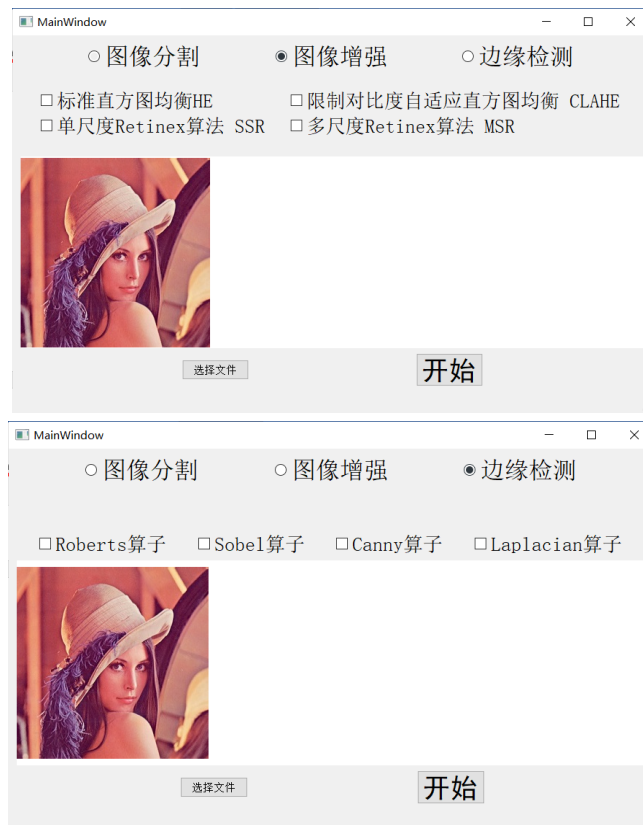 MainWindow
图像分割 图像增强 边缘检测
标准直方图均衡HE 限制对比度自适应直方图均衡 CLAHE
单尺度Retinex算法 SSR 多尺度Retinex算法 MSR
选择文件 开始
MainWindow
图像分割 图像增强 边缘检测
Roberts算子 Sobel算子 Canny算子 Laplacian算子
选择文件 开始